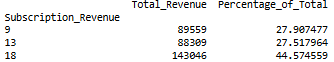 Total_Revenue Percentage_of_Total
Subscription_Revenue
9 89559 27.907477
13 88309 27.517964
18 143046 44.574559